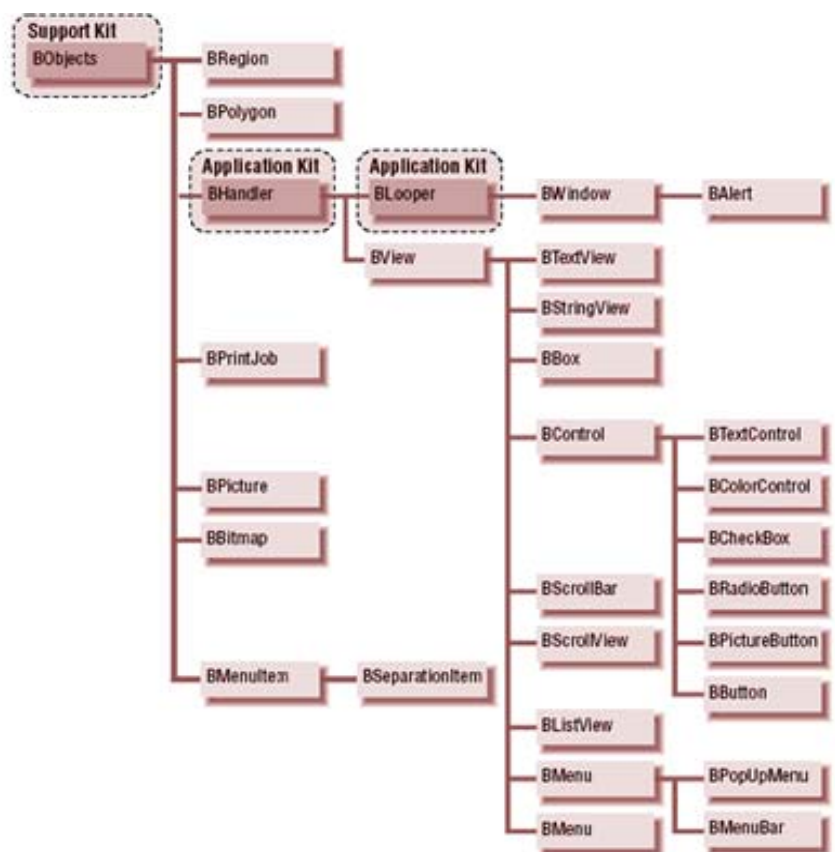 Support Kit
BObjects
BRegion
BPolygon
Application Kit
BHandler
Application Kit
BLooper
BWindow
BAlert
BView
BTextView
BStringView
BPrintJob
BBox
BControl
BTextControl
BPicture
BColorControl
BBitmap
BCheckBox
BScrollBar
BRadioButton
BScrollView
BPictureButton
BMenuItem
BSeparationItem
BButton
BListView
BMenu
BPopUpMenu
BMenu
BMenuBar